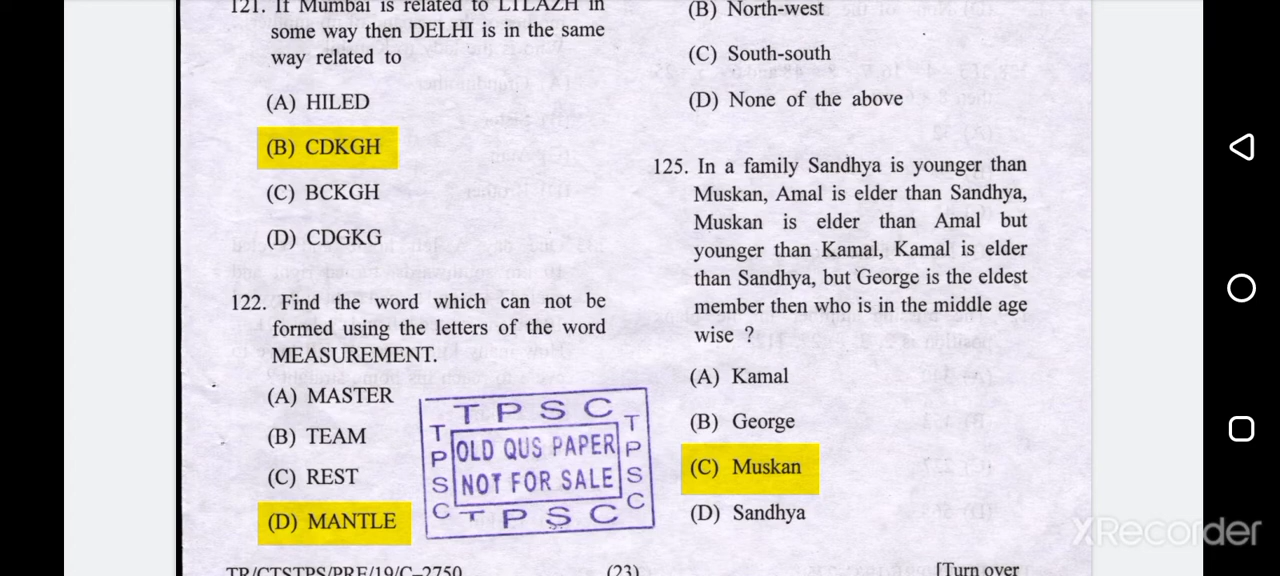 121. If Mumbai is related to LTLAZH in
some way then DELHI is in the same
way related to
(A) HILED
(B) CDKGH
(C) BCKGH
(D) CDGKG
122. Find the word which can not be
formed using the letters of the word
MEASUREMENT.
(A) MASTER
(B) TEAM
(C) REST
(D) MANTLE
T P S C
T P S C
OLD QUS PAPER
NOT FOR SALE
T P S C
T P S C
TR/CTSTPS/PRE/19/C–2750
(23)
(B) North-west
(C) South-south
(D) None of the above
125. In a family Sandhya is younger than
Muskan, Amal is elder than Sandhya,
Muskan is elder than Amal but
younger than Kamal, Kamal is elder
than Sandhya, but George is the eldest
member then who is in the middle age
wise ?
(A) Kamal
(B) George
(C) Muskan
(D) Sandhya
[Turn over
XRecorder